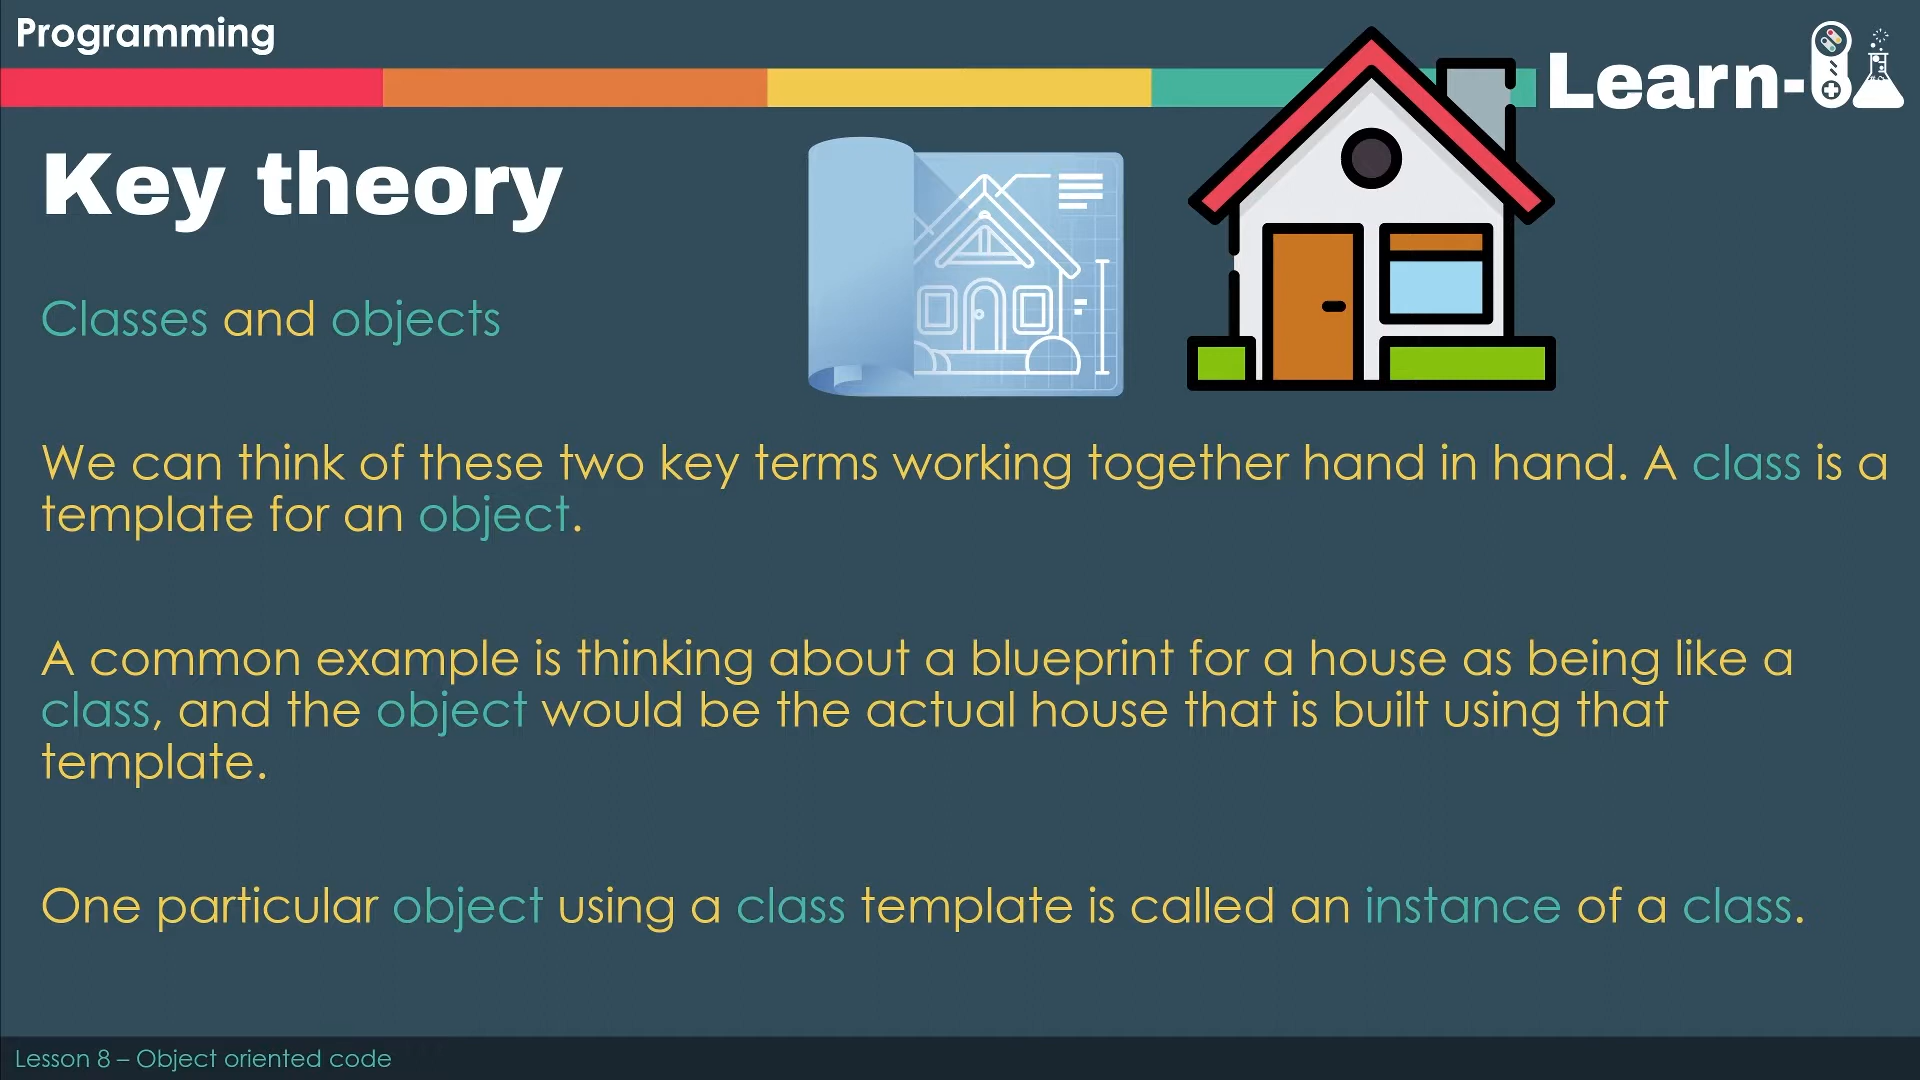 Programming
Learn-
Key theory
Classes and objects
We can think of these two key terms working together hand in hand. A class is a
template for an object.
A common example is thinking about a blueprint for a house as being like a
class, and the object would be the actual house that is built using that
template.
One particular object using a class template is called an instance of a class.
Lesson 8 – Object oriented code